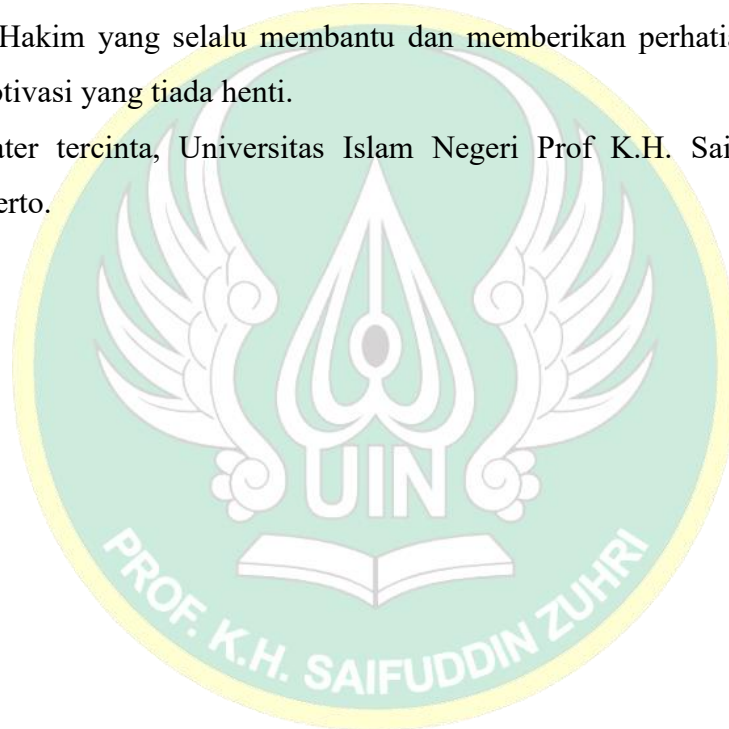 Hakim yang selalu membantu dan memberikan perhatia
otivasi yang tiada henti.
ater tercinta, Universitas Islam Negeri Prof K.H. Sai
erto.
UIN
PROF. K.H. SAIFUDDIN ZUHRI